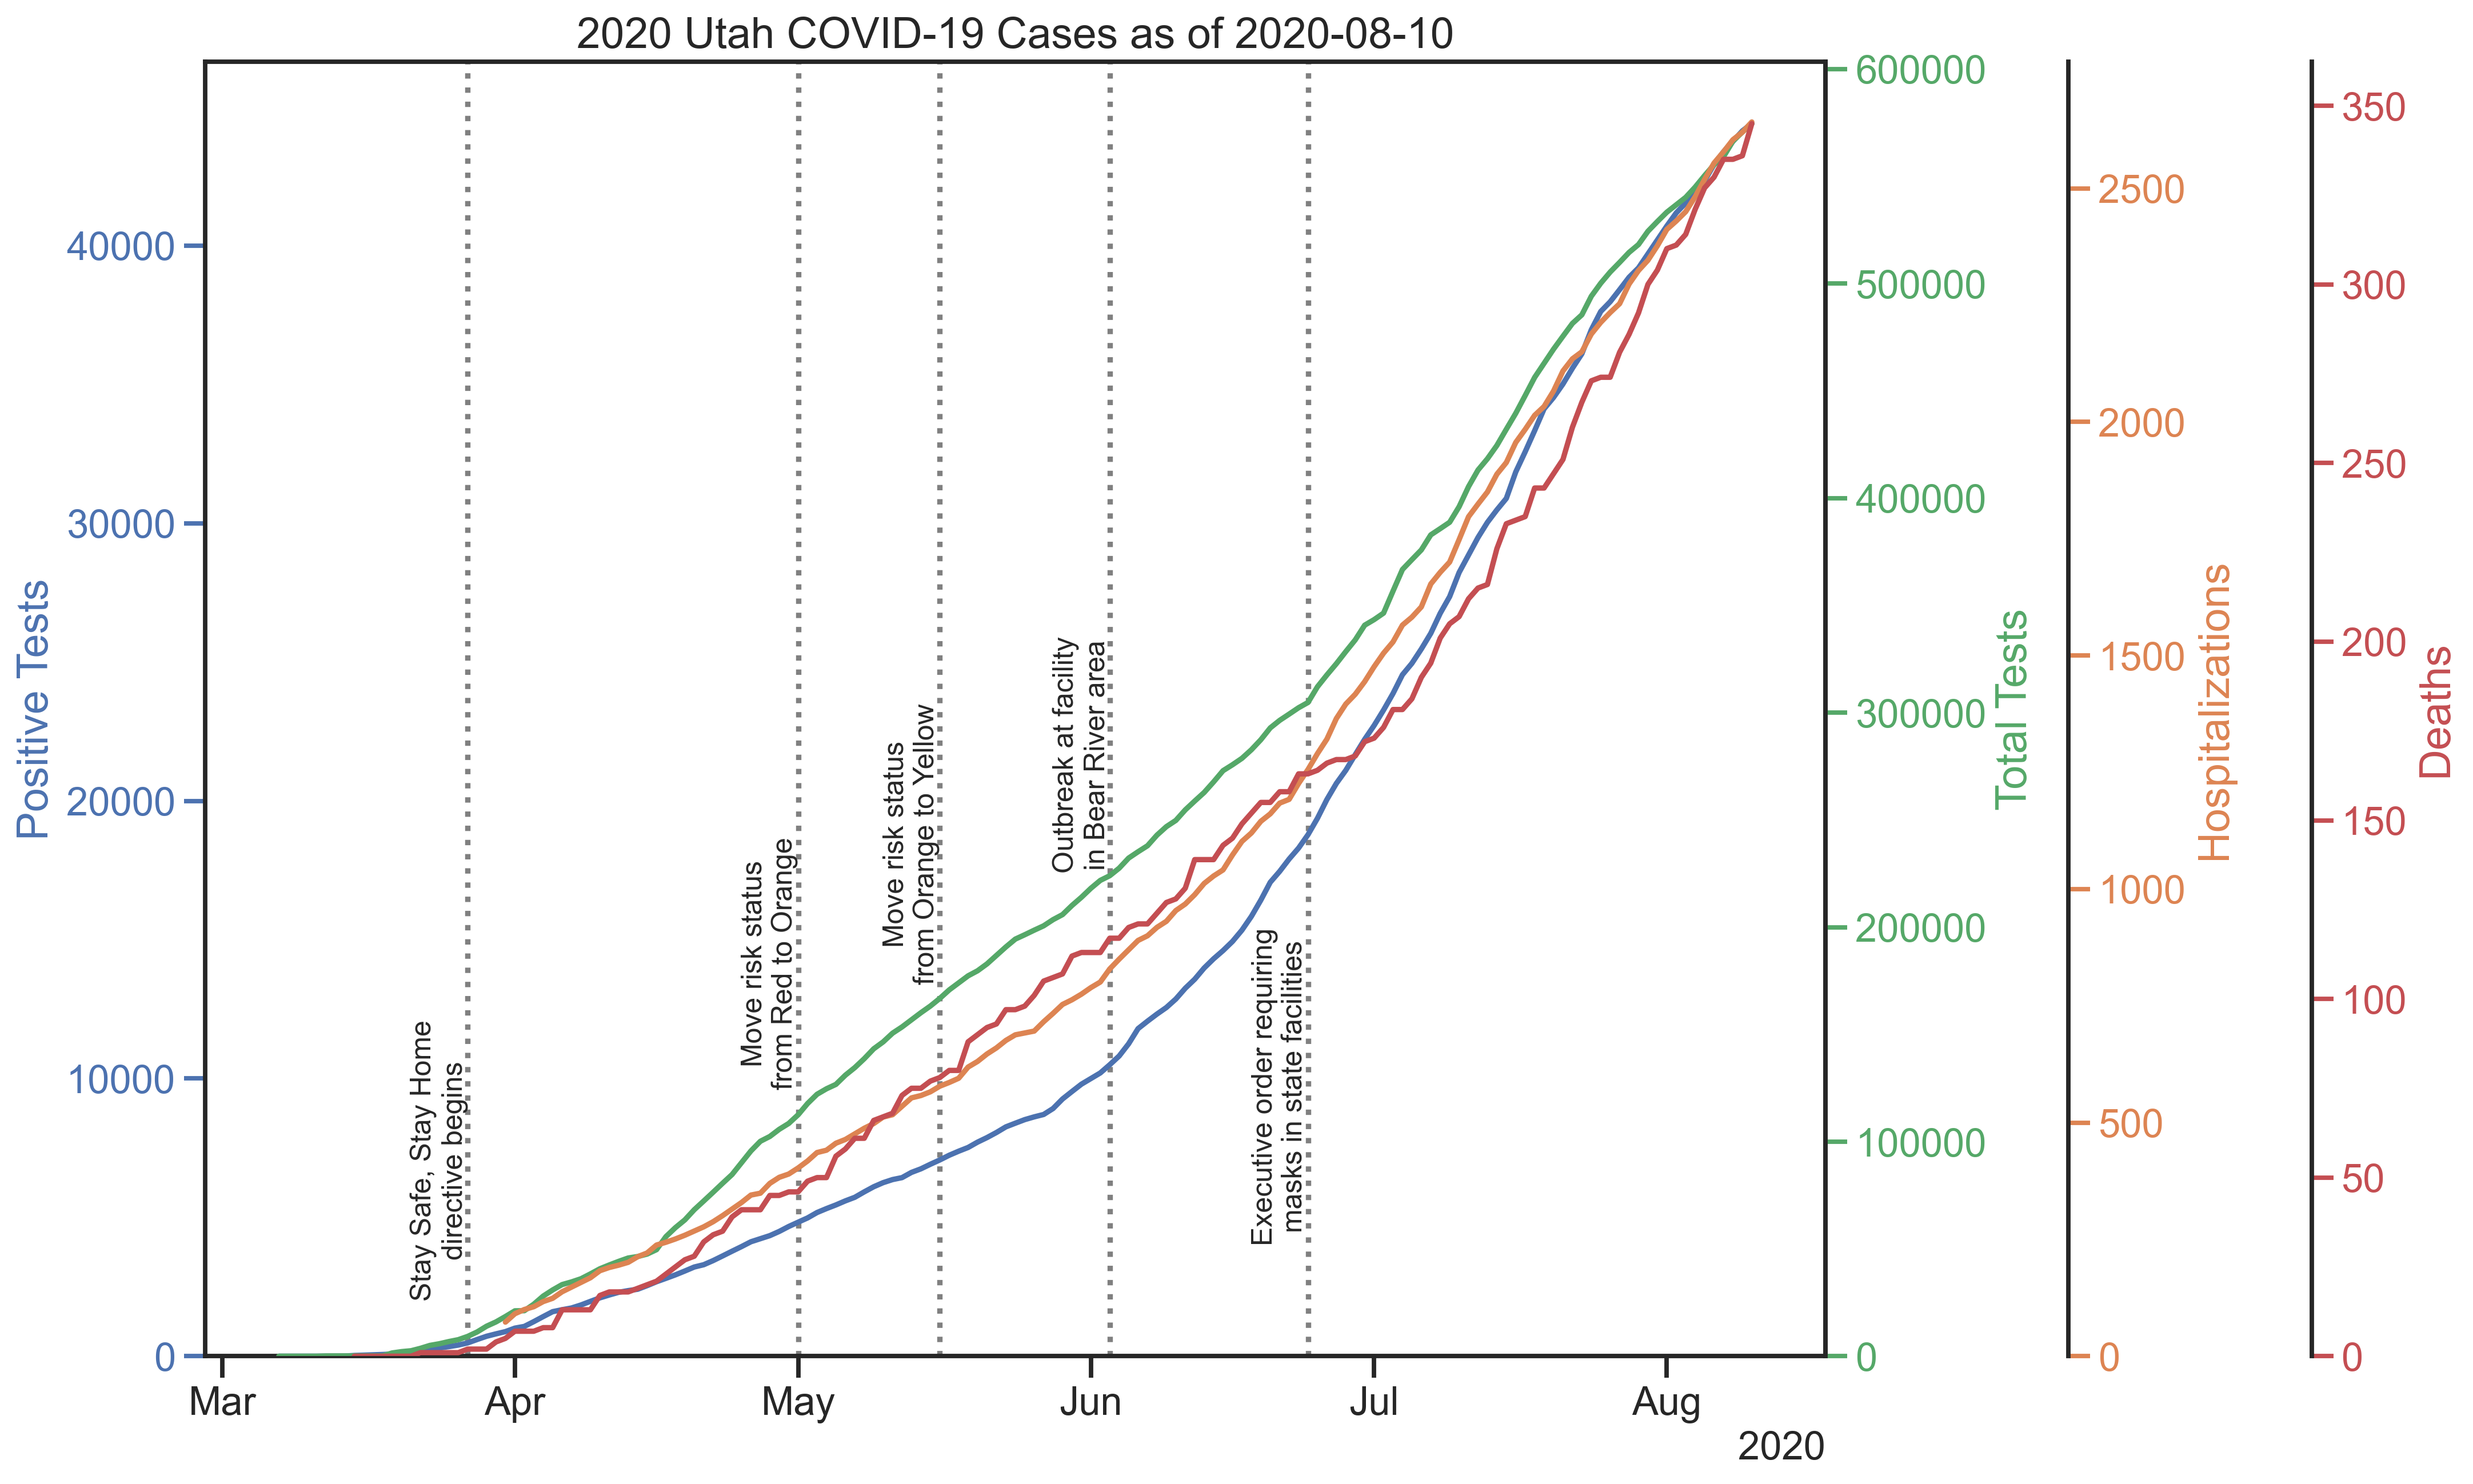 2020 Utah COVID-19 Cases as of 2020-08-10
Positive Tests
40000
30000
20000
10000
0
Stay Safe, Stay Home
directive begins
Move risk status
from Red to Orange
Move risk status
from Orange to Yellow
Outbreak at facility
in Bear River area
Executive order requiring
masks in state facilities
600000
500000
400000
300000
200000
100000
0
Total Tests
2500
2000
1500
1000
500
0
Hospitalizations
350
300
250
200
150
100
50
0
Deaths
Mar
Apr
May
Jun
Jul
Aug
2020